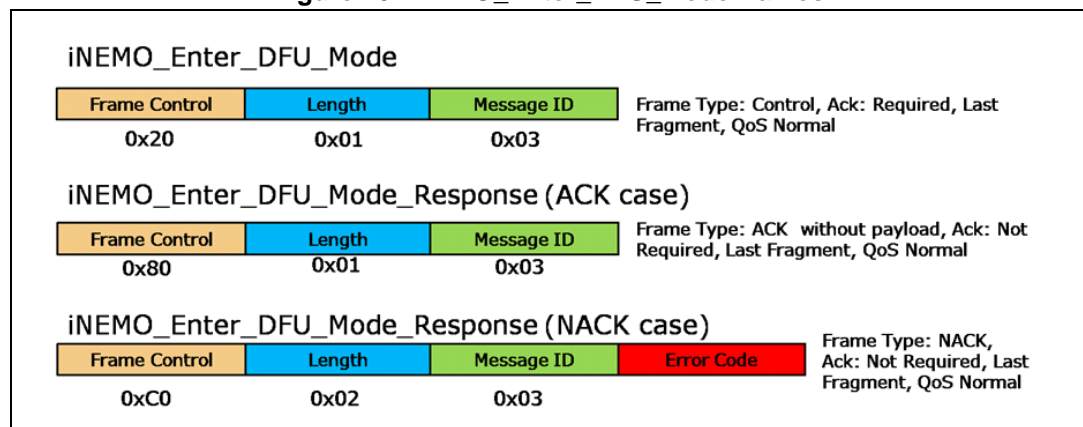 iNEMO_Enter_DFU_Mode
Frame Control Length Message ID
0x20 0x01 0x03
Frame Type: Control, Ack: Required, Last
Fragment, QoS Normal
iNEMO_Enter_DFU_Mode_Response (ACK case)
Frame Control Length Message ID
0x80 0x01 0x03
Frame Type: ACK without payload, Ack: Not
Required, Last Fragment, QoS Normal
iNEMO_Enter_DFU_Mode_Response (NACK case)
Frame Control Length Message ID Error Code
0xC0 0x02 0x03
Frame Type: NACK,
Ack: Not Required, Last
Fragment, QoS Normal